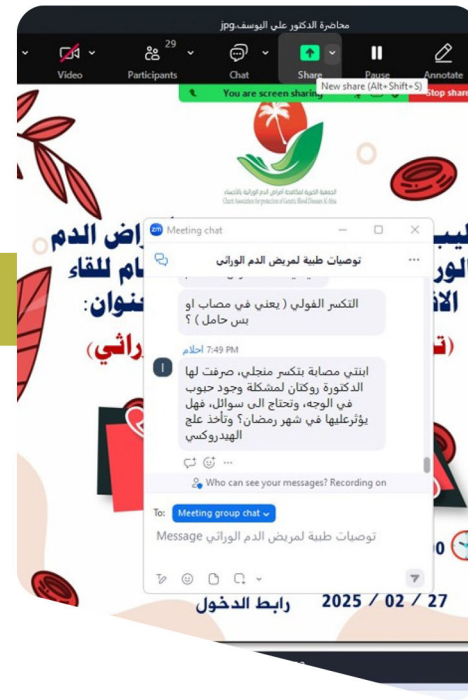 محاضرة الدكتور علي اليوسف.jpg
29
Video
Participants
Chat
Share
Pause
Annotate
New share (Alt+Shift+S)
You are screen sharing
Stop share
Meeting chat
توصيات طبية لمريض الدم الوراثي
التكسر الفولي ( يعني في مصاب او
بس حامل ) ؟
احلام 7:49 PM
ابنتي مصابة بتكسر منجلي، صرفت لها
الدكتورة روكتان لمشكلة وجود حبوب
في الوجه، وتحتاج الى سوائل، فهل
يؤثرعليها في شهر رمضان؟ وتأخذ علج
الهيدروكسي
Who can see your messages? Recording on
To:
Meeting group chat
Message توصيات طبية لمريض الدم الوراثي
الدم
للقاء
رابط الدخول
2025 / 02 / 27